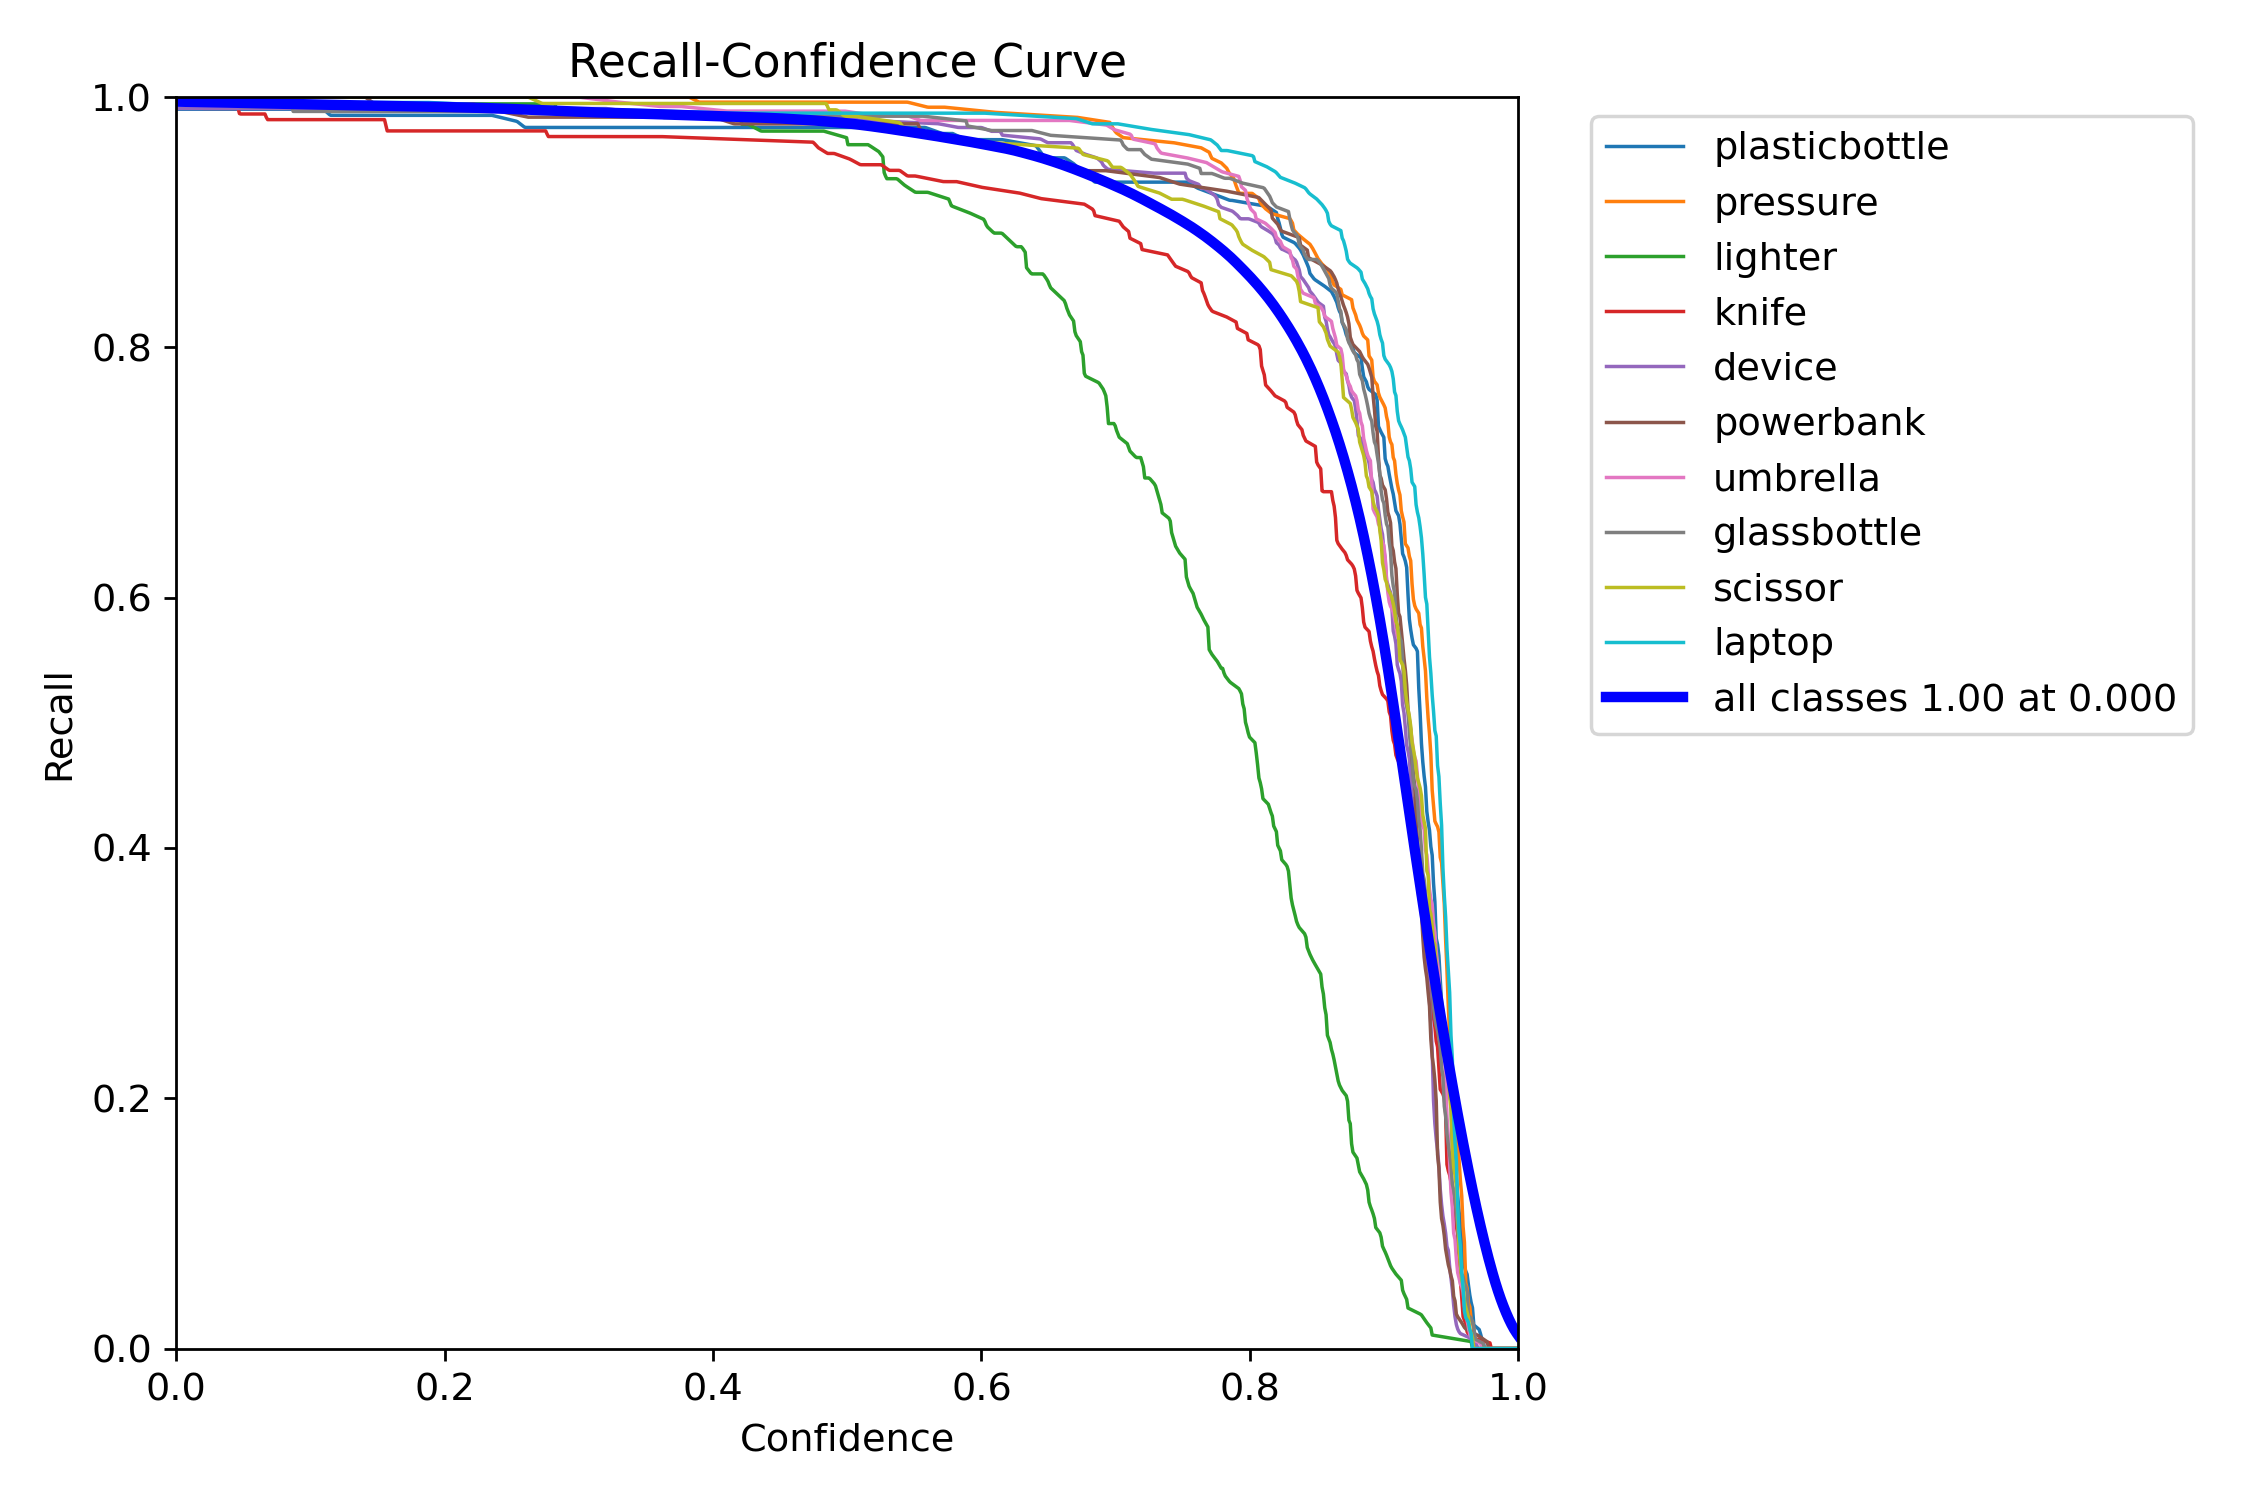 Recall-Confidence Curve
1.0
0.8
0.6
0.4
0.2
0.0
Recall
0.0 0.2 0.4 0.6 0.8 1.0
Confidence
plasticbottle
pressure
lighter
knife
device
powerbank
umbrella
glassbottle
scissor
laptop
all classes 1.00 at 0.000